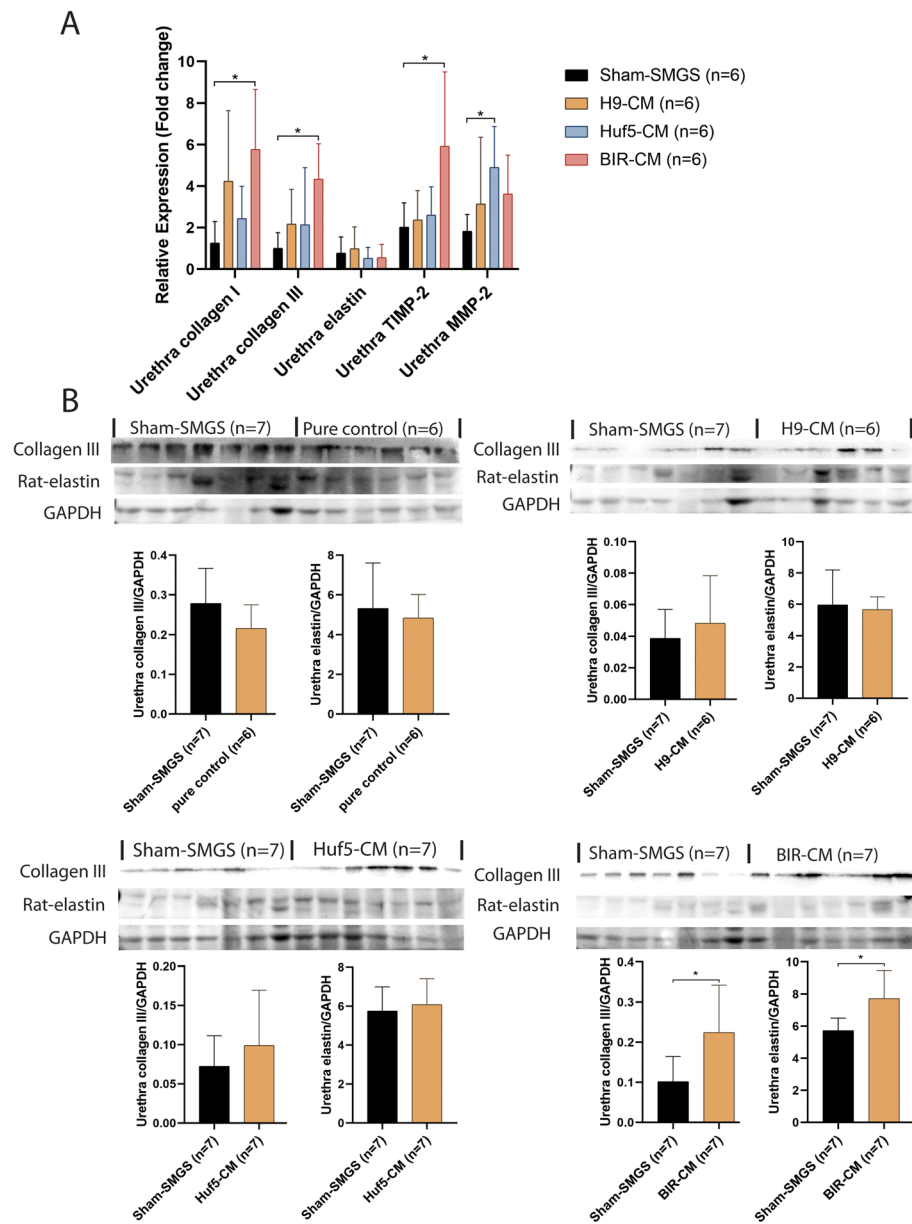 A
Relative Expression (Fold change)
10
8
6
4
2
0
*
*
*
*
Urethra collagen I
Urethra collagen III
Urethra elastin
Urethra TIMP-2
Urethra MMP-2
Sham-SMGS (n=6)
H9-CM (n=6)
Huf5-CM (n=6)
BIR-CM (n=6)
B
Sham-SMGS (n=7) Pure control (n=6)
Collagen III
Rat-elastin
GAPDH
Urethra collagen III/GAPDH
0.4
0.3
0.2
0.1
0.0
Sham-SMGS (n=7)
pure control (n=6)
Urethra elastin/GAPDH
8
6
4
2
0
Sham-SMGS (n=7)
pure control (n=6)
Sham-SMGS (n=7) H9-CM (n=6)
Collagen III
Rat-elastin
GAPDH
Urethra collagen III/GAPDH
0.10
0.08
0.06
0.04
0.02
0.00
Sham-SMGS (n=7)
H9-CM (n=6)
Urethra elastin/GAPDH
10
8
6
4
2
0
Sham-SMGS (n=7)
H9-CM (n=6)
Sham-SMGS (n=7) Huf5-CM (n=7)
Collagen III
Rat-elastin
GAPDH
Urethra collagen III/GAPDH
0.20
0.15
0.10
0.05
0.00
Sham-SMGS (n=7)
Huf5-CM (n=7)
Urethra elastin/GAPDH
8
6
4
2
0
Sham-SMGS (n=7)
Huf5-CM (n=7)
Sham-SMGS (n=7) BIR-CM (n=7)
Collagen III
Rat-elastin
GAPDH
Urethra collagen III/GAPDH
0.4
0.3
0.2
0.1
0.0
*
Sham-SMGS (n=7)
BIR-CM (n=7)
Urethra elastin/GAPDH
10
8
6
4
2
0
*
Sham-SMGS (n=7)
BIR-CM (n=7)